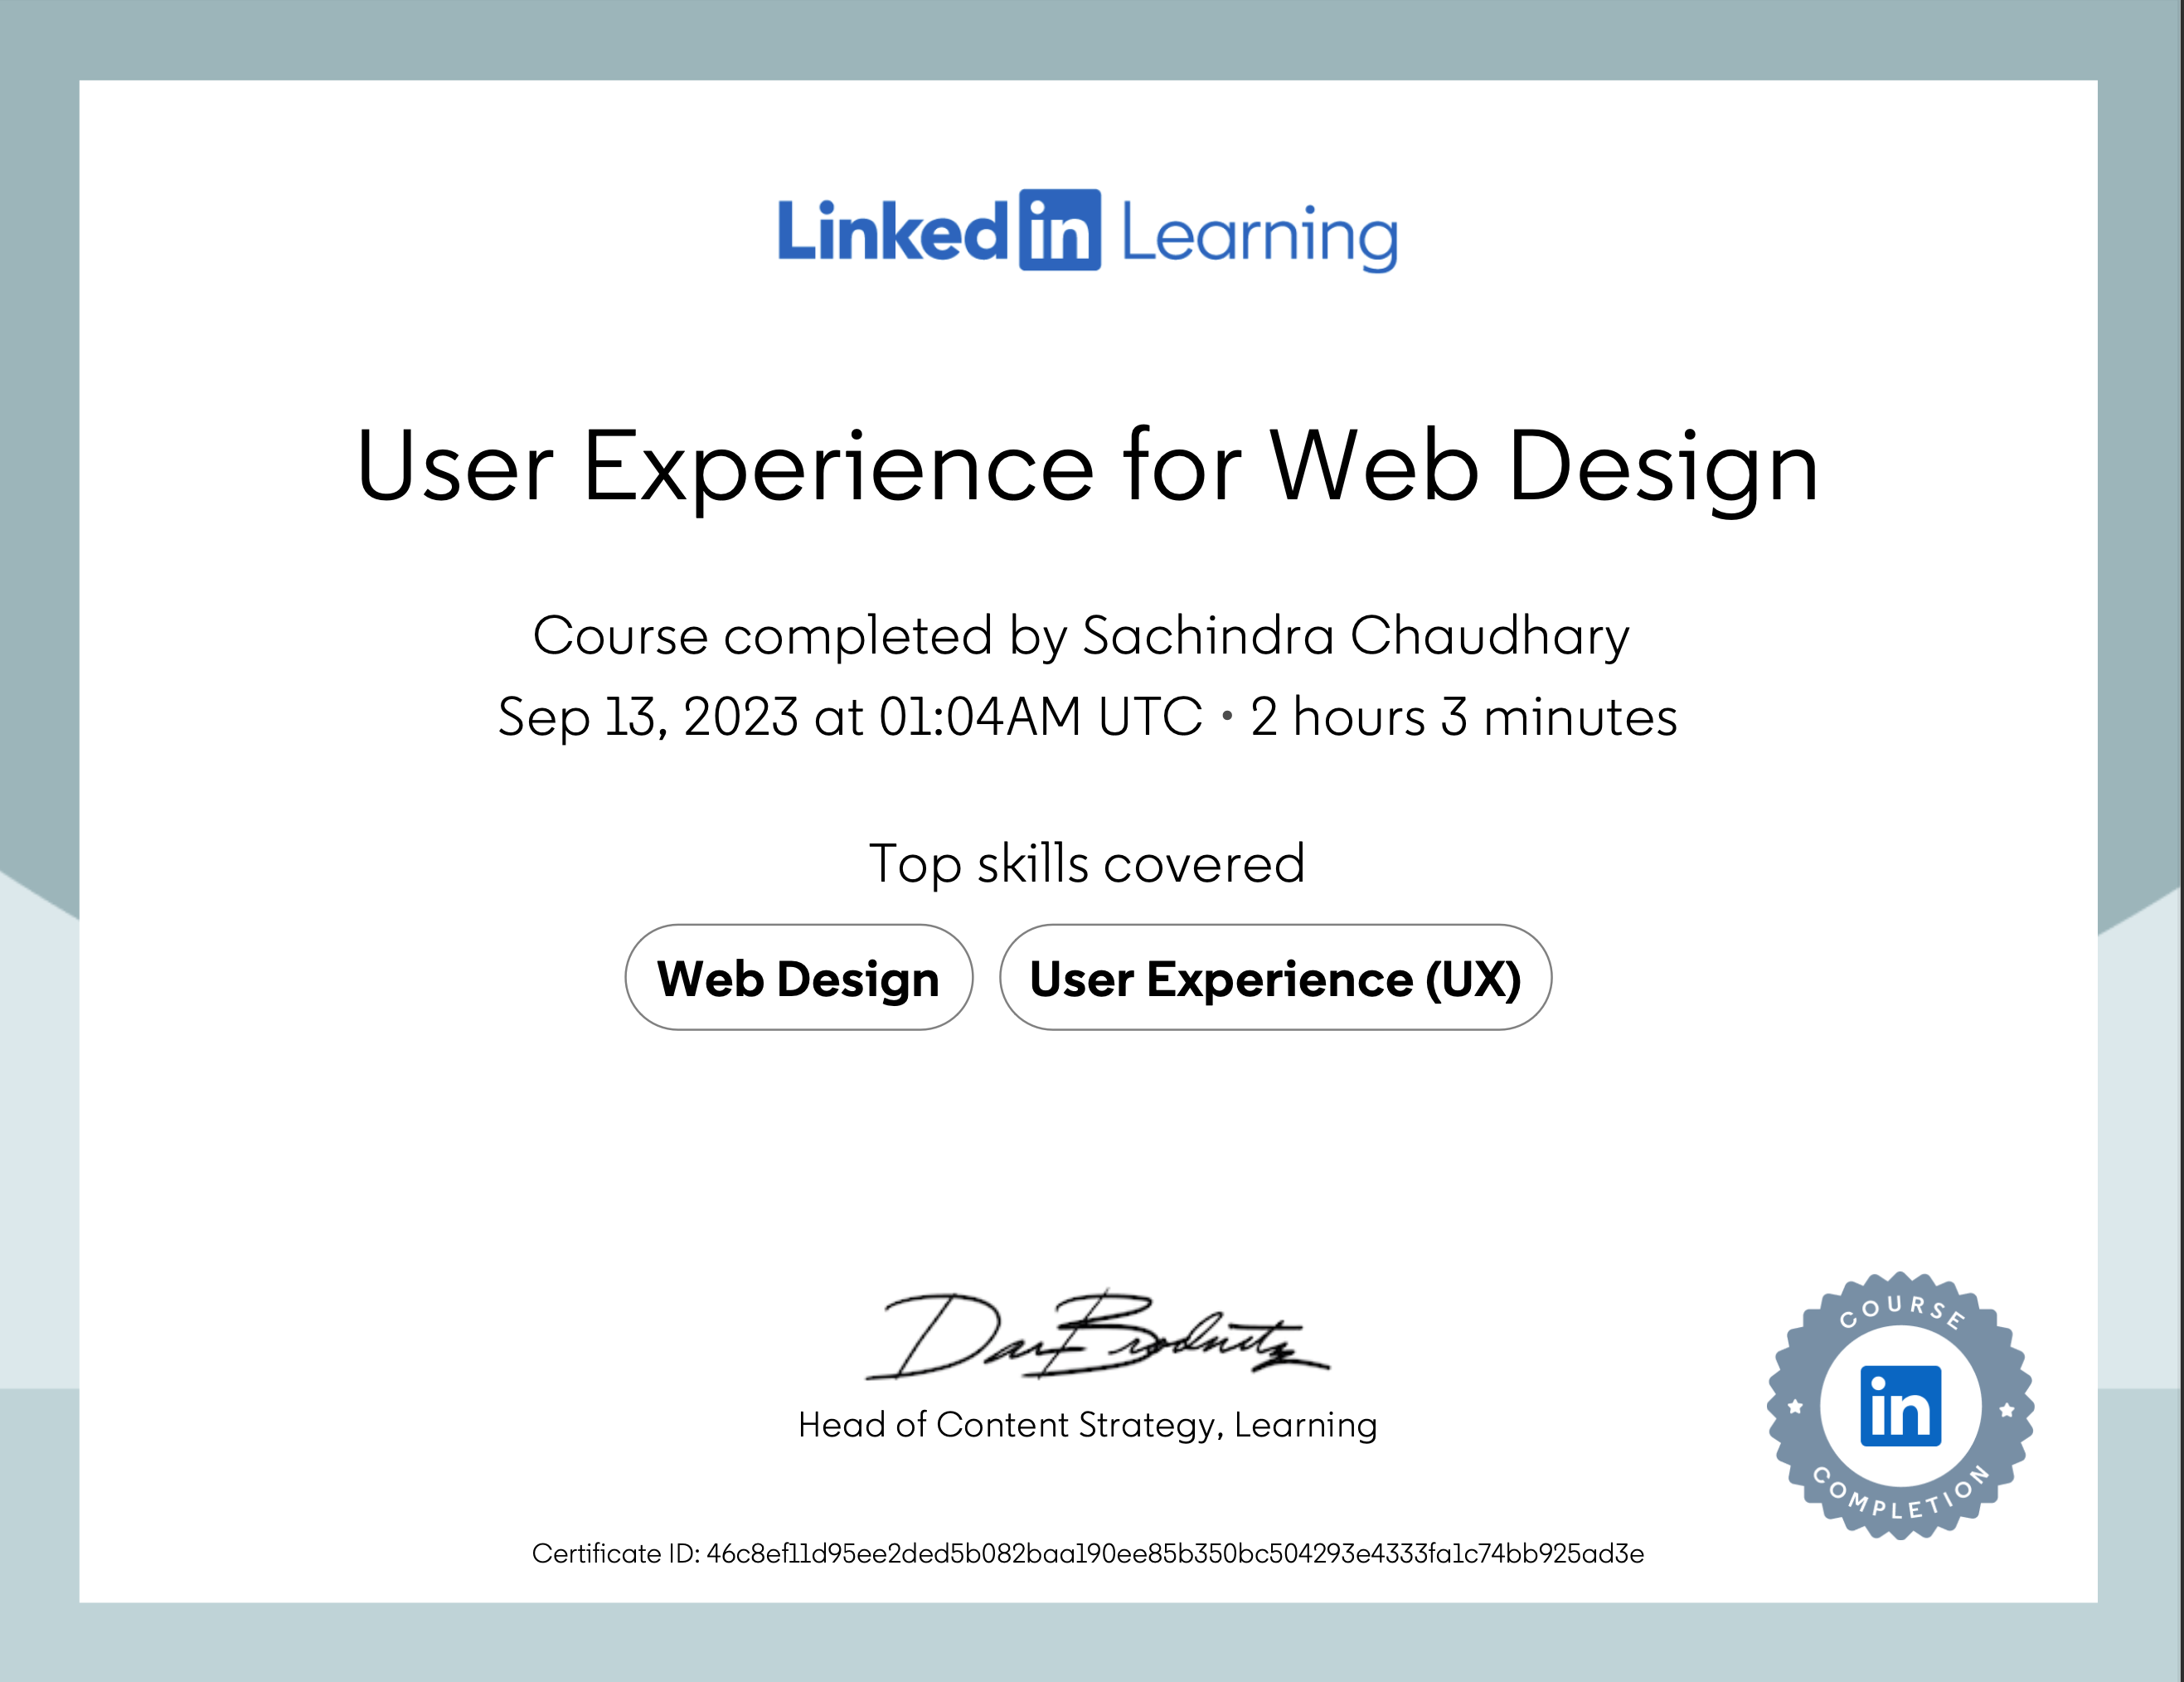 Linked in Learning
User Experience for Web Design
Course completed by Sachindra Chaudhary
Sep 13, 2023 at 01:04AM UTC • 2 hours 3 minutes
Top skills covered
Web Design
User Experience (UX)
Dan Brodnitz
Head of Content Strategy, Learning
COURSE
in
COMPLETION
Certificate ID: 46c8ef11d95ee2ded5b082baa190ee85b350bc504293e4333fa1c74bb925ad3e